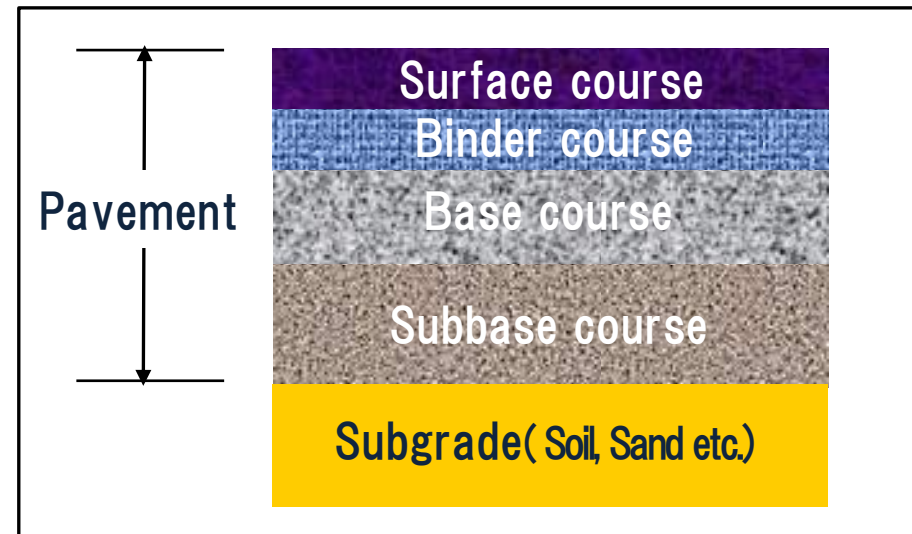 Surface course
Binder course
Pavement
Base course
Subbase course
Subgrade( Soil, Sand etc.)